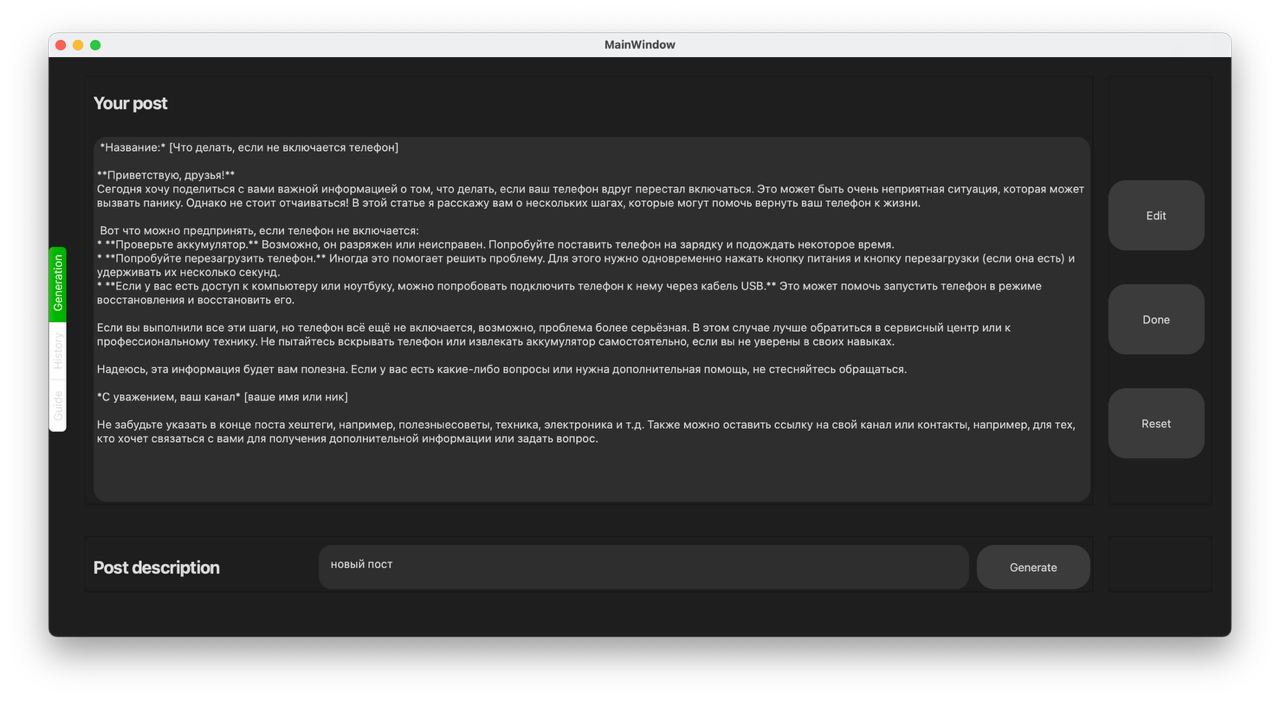 MainWindow
Your post
*Название:* [Что делать, если не включается телефон]
**Приветствую, друзья!**
Сегодня хочу поделиться с вами важной информацией о том, что делать, если ваш телефон вдруг перестал включаться. Это может быть очень неприятная ситуация, которая может
вызвать панику. Однако не стоит отчаиваться! В этой статье я расскажу вам о нескольких шагах, которые могут помочь вернуть ваш телефон к жизни.
Вот что можно предпринять, если телефон не включается:
* **Проверьте аккумулятор.** Возможно, он разряжен или неисправен. Попробуйте поставить телефон на зарядку и подождать некоторое время.
* **Попробуйте перезагрузить телефон.** Иногда это помогает решить проблему. Для этого нужно одновременно нажать кнопку питания и кнопку перезагрузки (если она есть) и
удерживать их несколько секунд.
* **Если у вас есть доступ к компьютеру или ноутбуку, можно попробовать подключить телефон к нему через кабель USB.** Это может помочь запустить телефон в режиме
восстановления и восстановить его.
Если вы выполнили все эти шаги, но телефон всё ещё не включается, возможно, проблема более серьёзная. В этом случае лучше обратиться в сервисный центр или к
профессиональному технику. Не пытайтесь вскрывать телефон или извлекать аккумулятор самостоятельно, если вы не уверены в своих навыках.
Надеюсь, эта информация будет вам полезна. Если у вас есть какие-либо вопросы или нужна дополнительная помощь, не стесняйтесь обращаться.
*С уважением, ваш канал* [ваше имя или ник]
Не забудьте указать в конце поста хештеги, например, полезныесоветы, техника, электроника и т.д. Также можно оставить ссылку на свой канал или контакты, например, для тех,
кто хочет связаться с вами для получения дополнительной информации или задать вопрос.
Generation
History
Guide
Edit
Done
Reset
Post description
новый пост
Generate